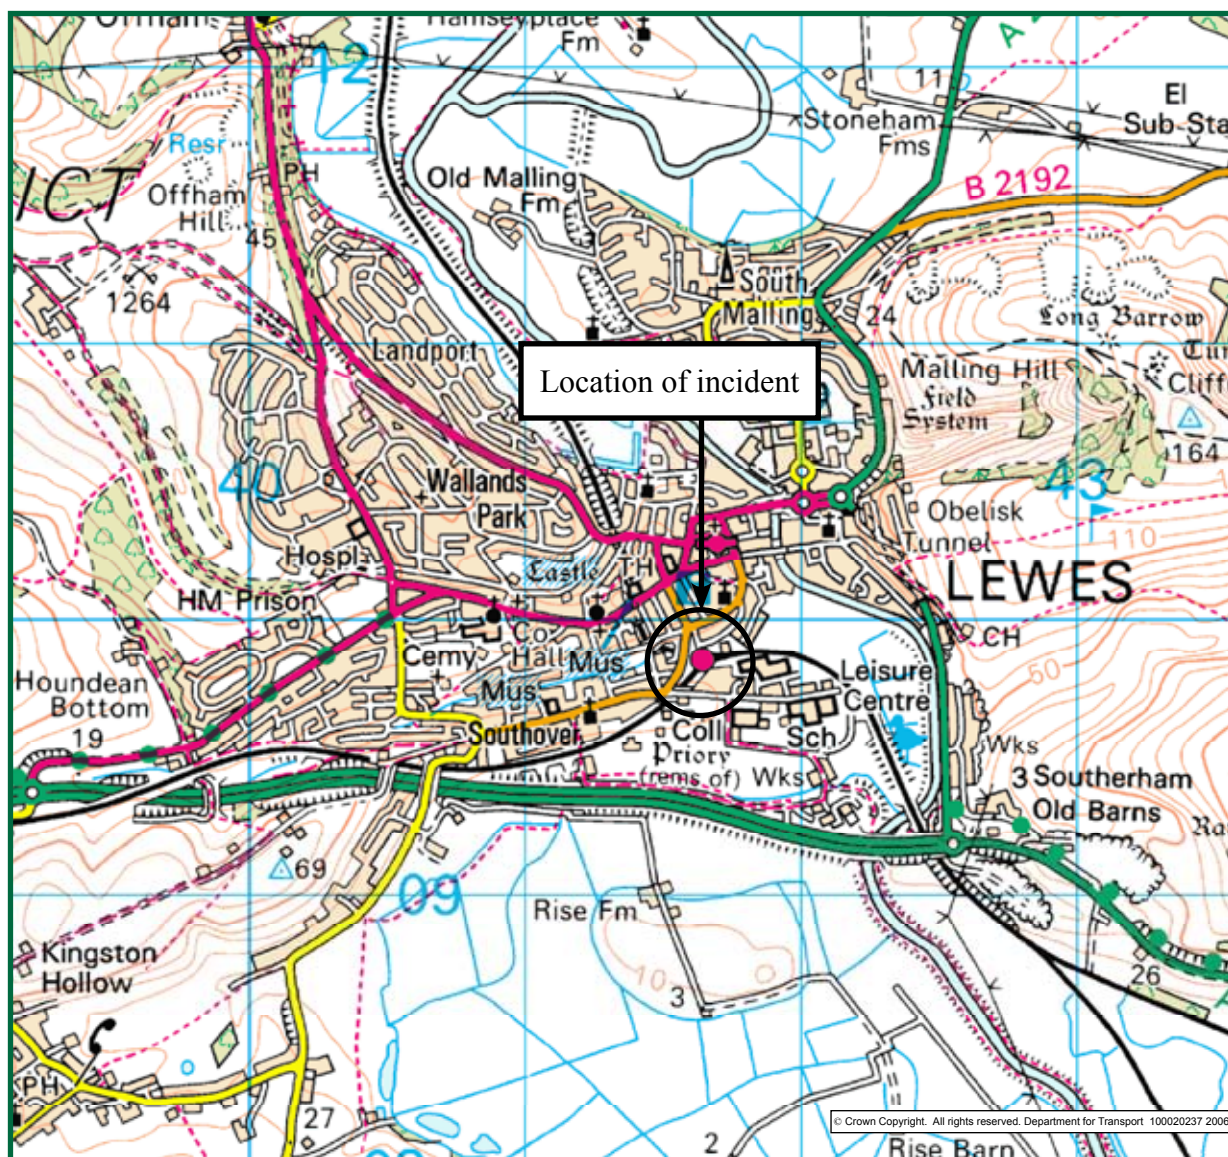 Offham
Hamseyplace
Fm
12
A
11
El
Sub Sta
Stoneham
Fms
Resr
PH
B 2192
ICT
Offham
Hill
45
Old Malling
Fm
South
Malling
1264
24
Long Barrow
Landport
Location of incident
Malling Hill
Field
System
Cliff
164
40
43
Wallands
Park
Obelisk
Tunnel
110
Hospl
Castle
TH
LEWES
HM Prison
Co
Hall
Mus
CH
Cemy
Mus
50
Houndean
Bottom
19
Leisure
Centre
Southover
Coll
Sch
Priory
(rems of)
Wks
Wks
3
Southerham
Old Barns
69
09
Rise Fm
Kingston
Hollow
10
3
26
PH
27
2
© Crown Copyright. All rights reserved. Department for Transport 100020237 2006
Rise Barn